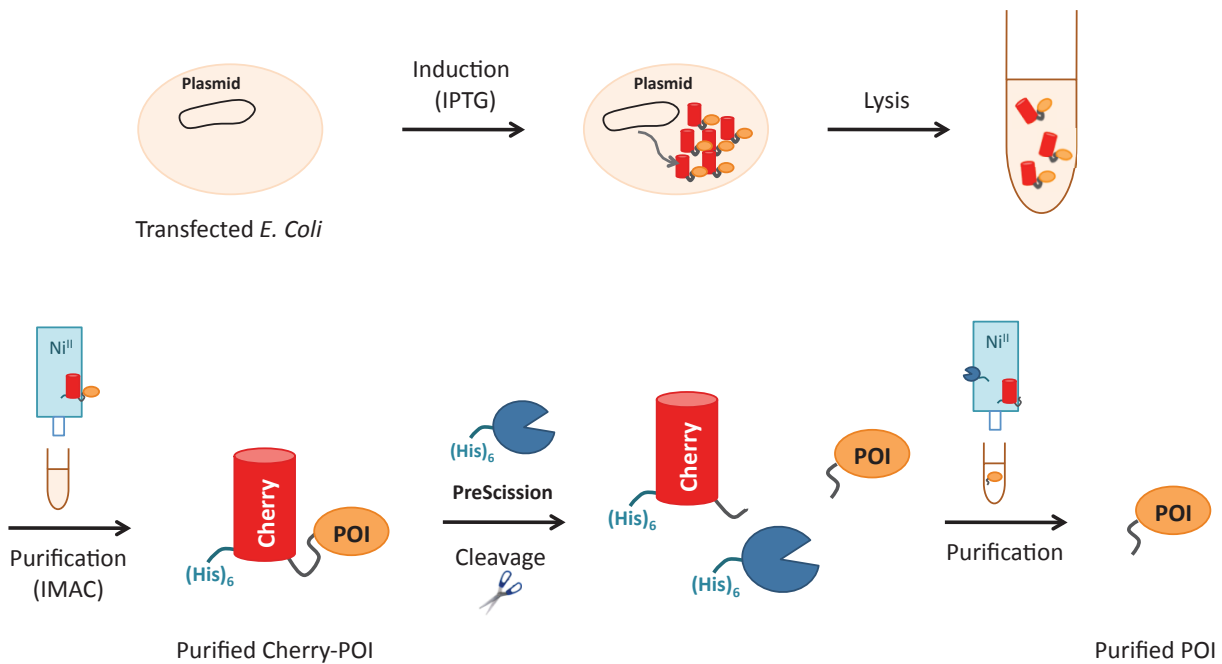 Plasmid
Transfected E. Coli
Induction
(IPTG)
Plasmid
Lysis
Ni^II
Purification
(IMAC)
Cherry
POI
(His)₆
Purified Cherry-POI
(His)₆
PreScission
Cleavage
Cherry
(His)₆
POI
(His)₆
Ni^II
Purification
POI
Purified POI